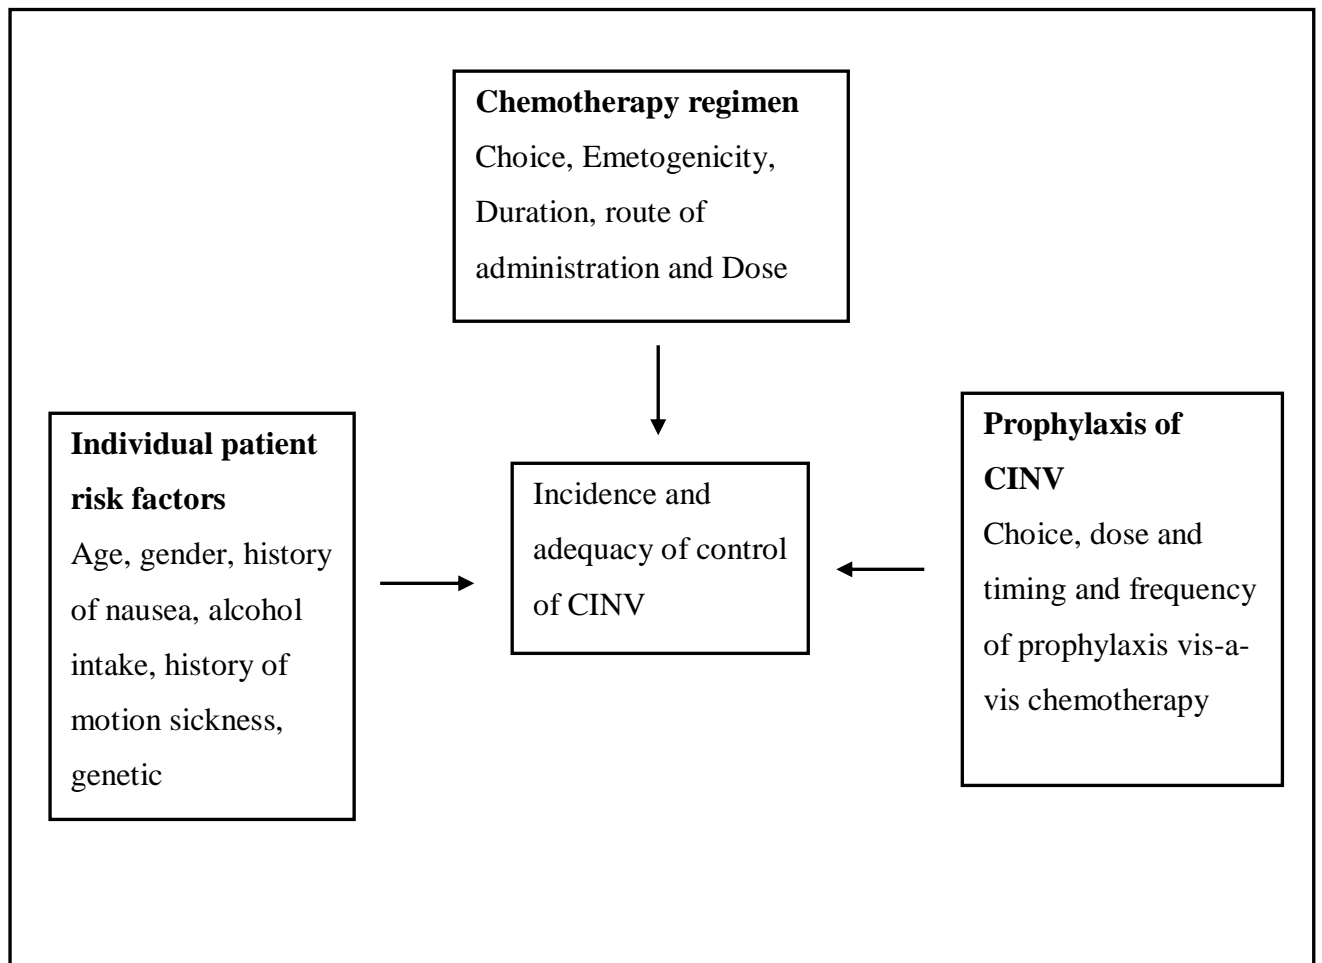 Chemotherapy regimen
Choice, Emetogenicity,
Duration, route of
administration and Dose
Individual patient
risk factors
Age, gender, history
of nausea, alcohol
intake, history of
motion sickness,
genetic
Incidence and
adequacy of control
of CINV
Prophylaxis of
CINV
Choice, dose and
timing and frequency
of prophylaxis vis-a-
vis chemotherapy